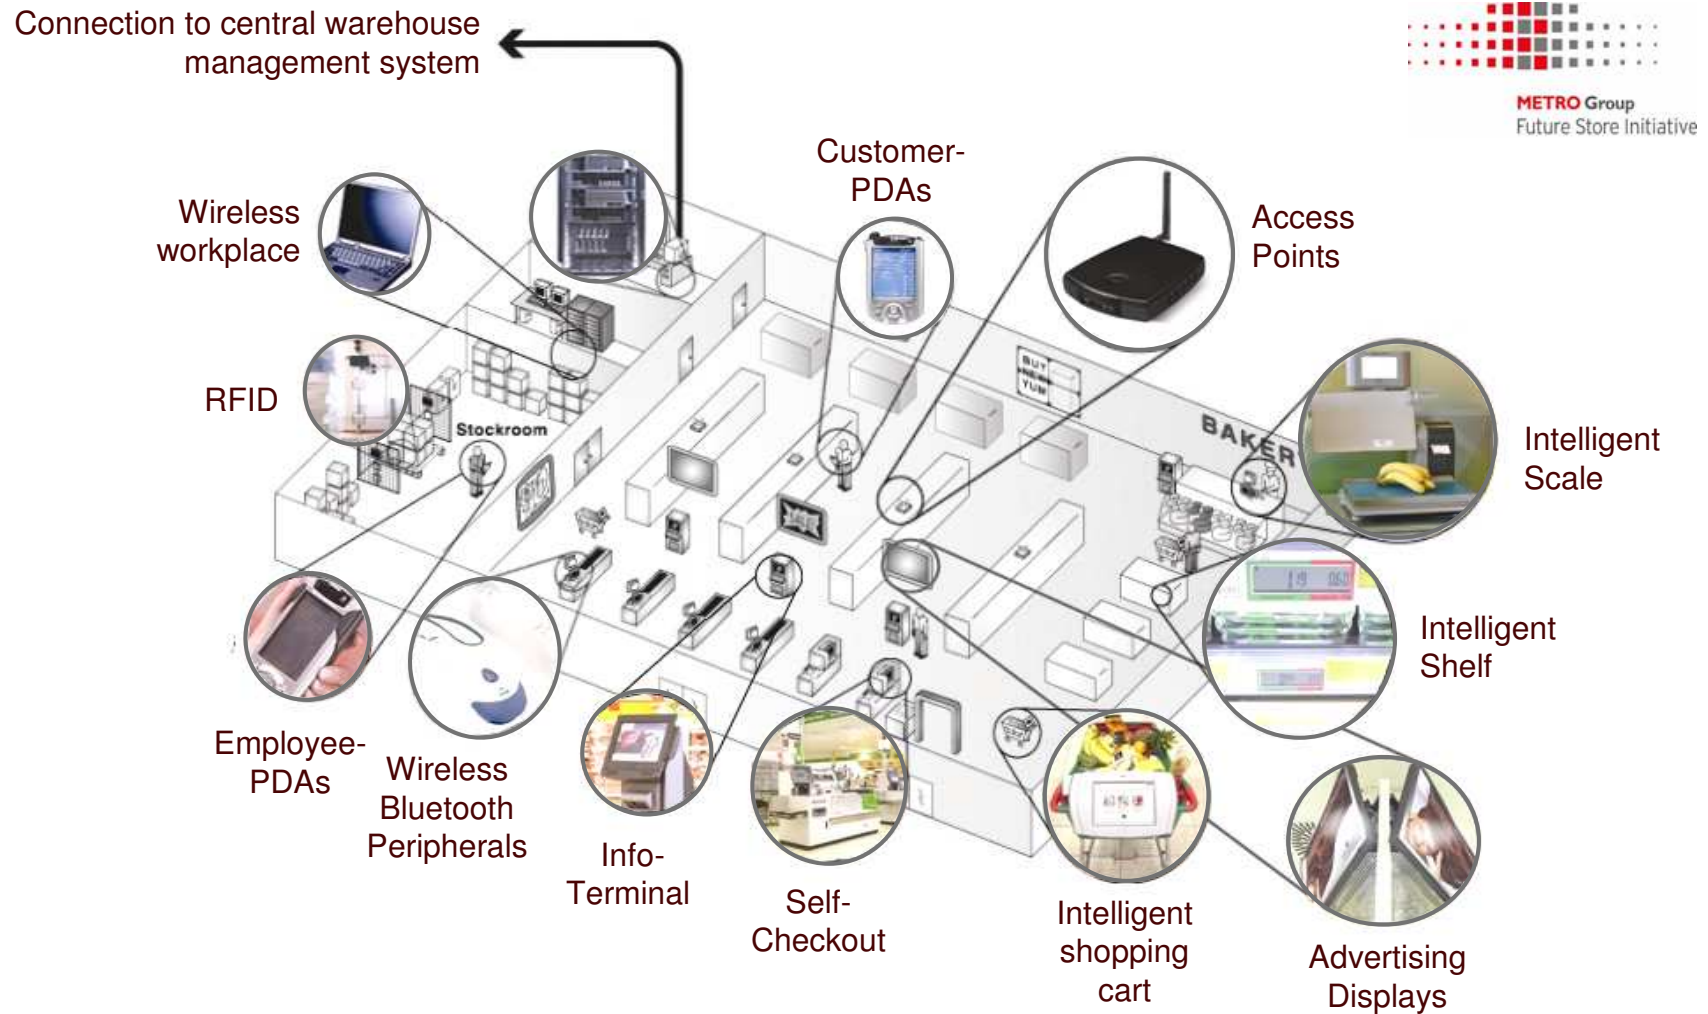 Connection to central warehouse
management system
METRO Group
Future Store Initiative
Customer-
PDAs
Wireless
workplace
Access
Points
RFID
BUY
YUM
Stockroom
BAKER
Intelligent
Scale
Intelligent
Shelf
Employee-
PDAs
Wireless
Bluetooth
Peripherals
Info-
Terminal
Self-
Checkout
Intelligent
shopping
cart
Advertising
Displays